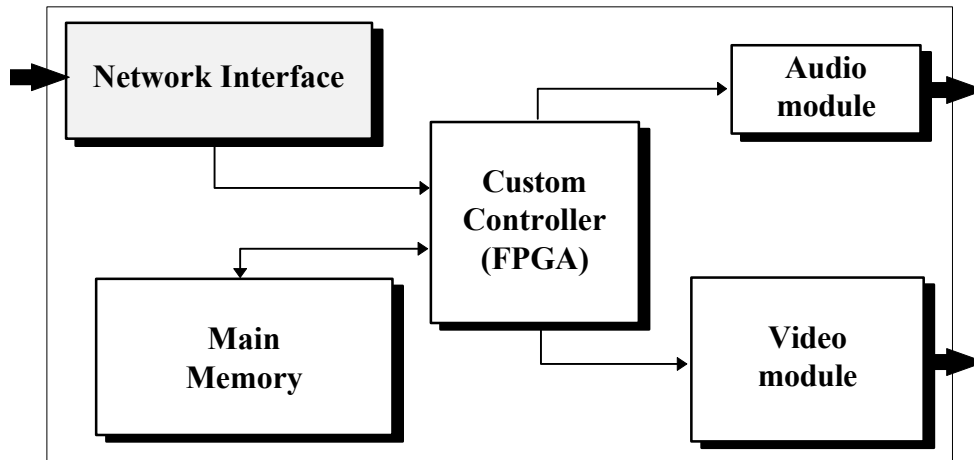 Network Interface
Audio
module
Custom
Controller
(FPGA)
Main
Memory
Video
module